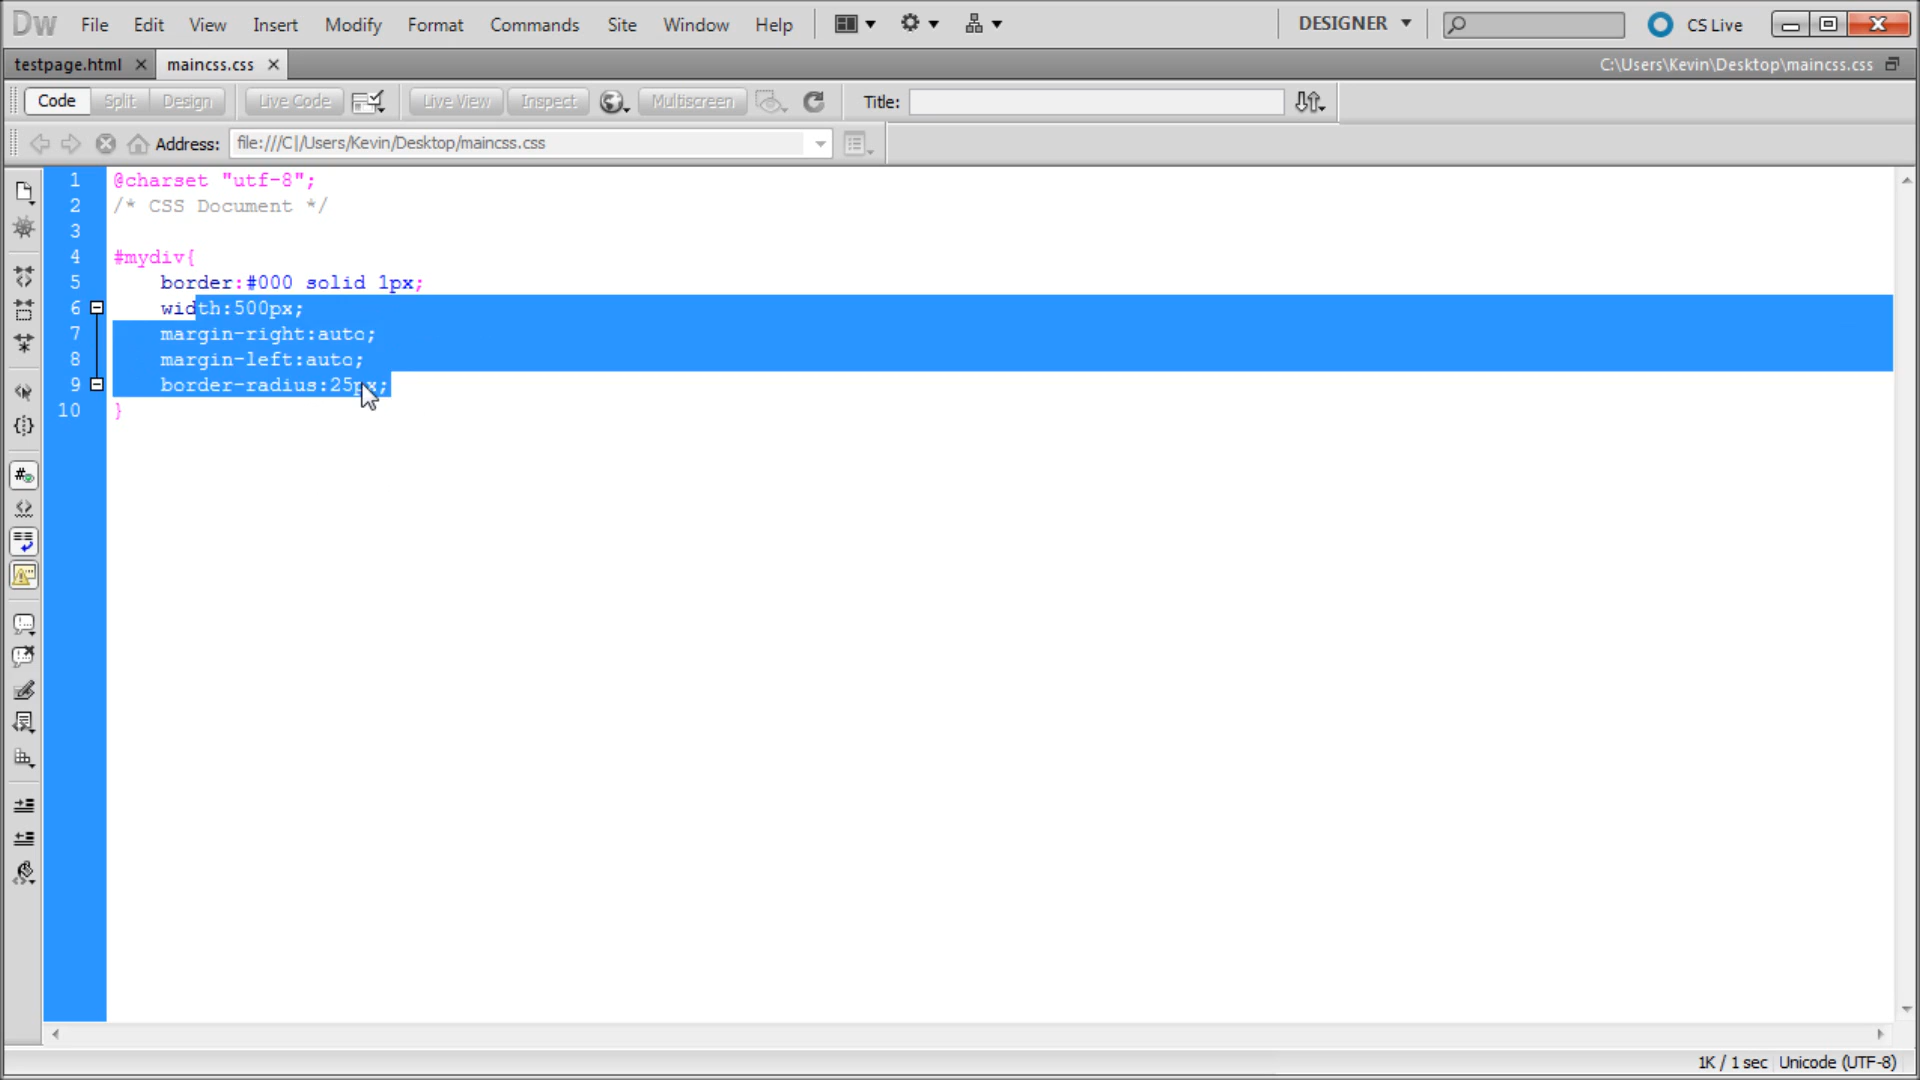 Dw File Edit View Insert Modify Format Commands Site Window Help DESIGNER CS Live
testpage.html maincss.css C:\Users\Kevin\Desktop\maincss.css
Code Split Design Live Code Live View Inspect Multiscreen Title:
Address: file:///C|/Users/Kevin/Desktop/maincss.css
1 @charset "utf-8";
2 /* CSS Document */
3
4 #mydiv{
5 border:#000 solid 1px;
6 width:500px;
7 margin-right:auto;
8 margin-left:auto;
9 border-radius:25px;
10 }
1K / 1 sec Unicode (UTF-8)